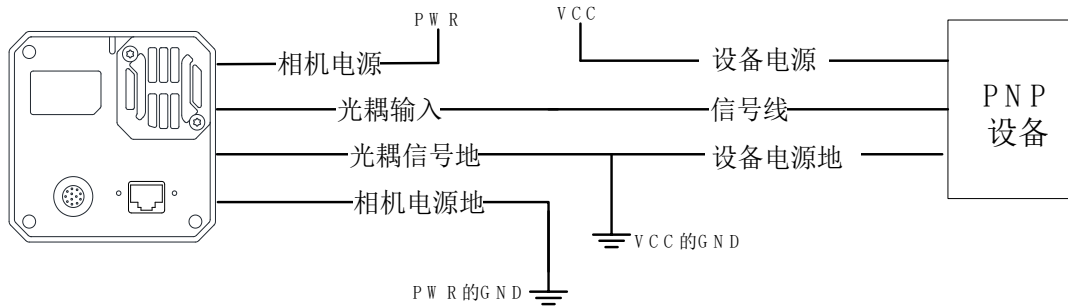 PWR
VCC
相机电源
设备电源
光耦输入
信号线
PNP
设备
光耦信号地
设备电源地
相机电源地
VCC的GND
PWR的GND